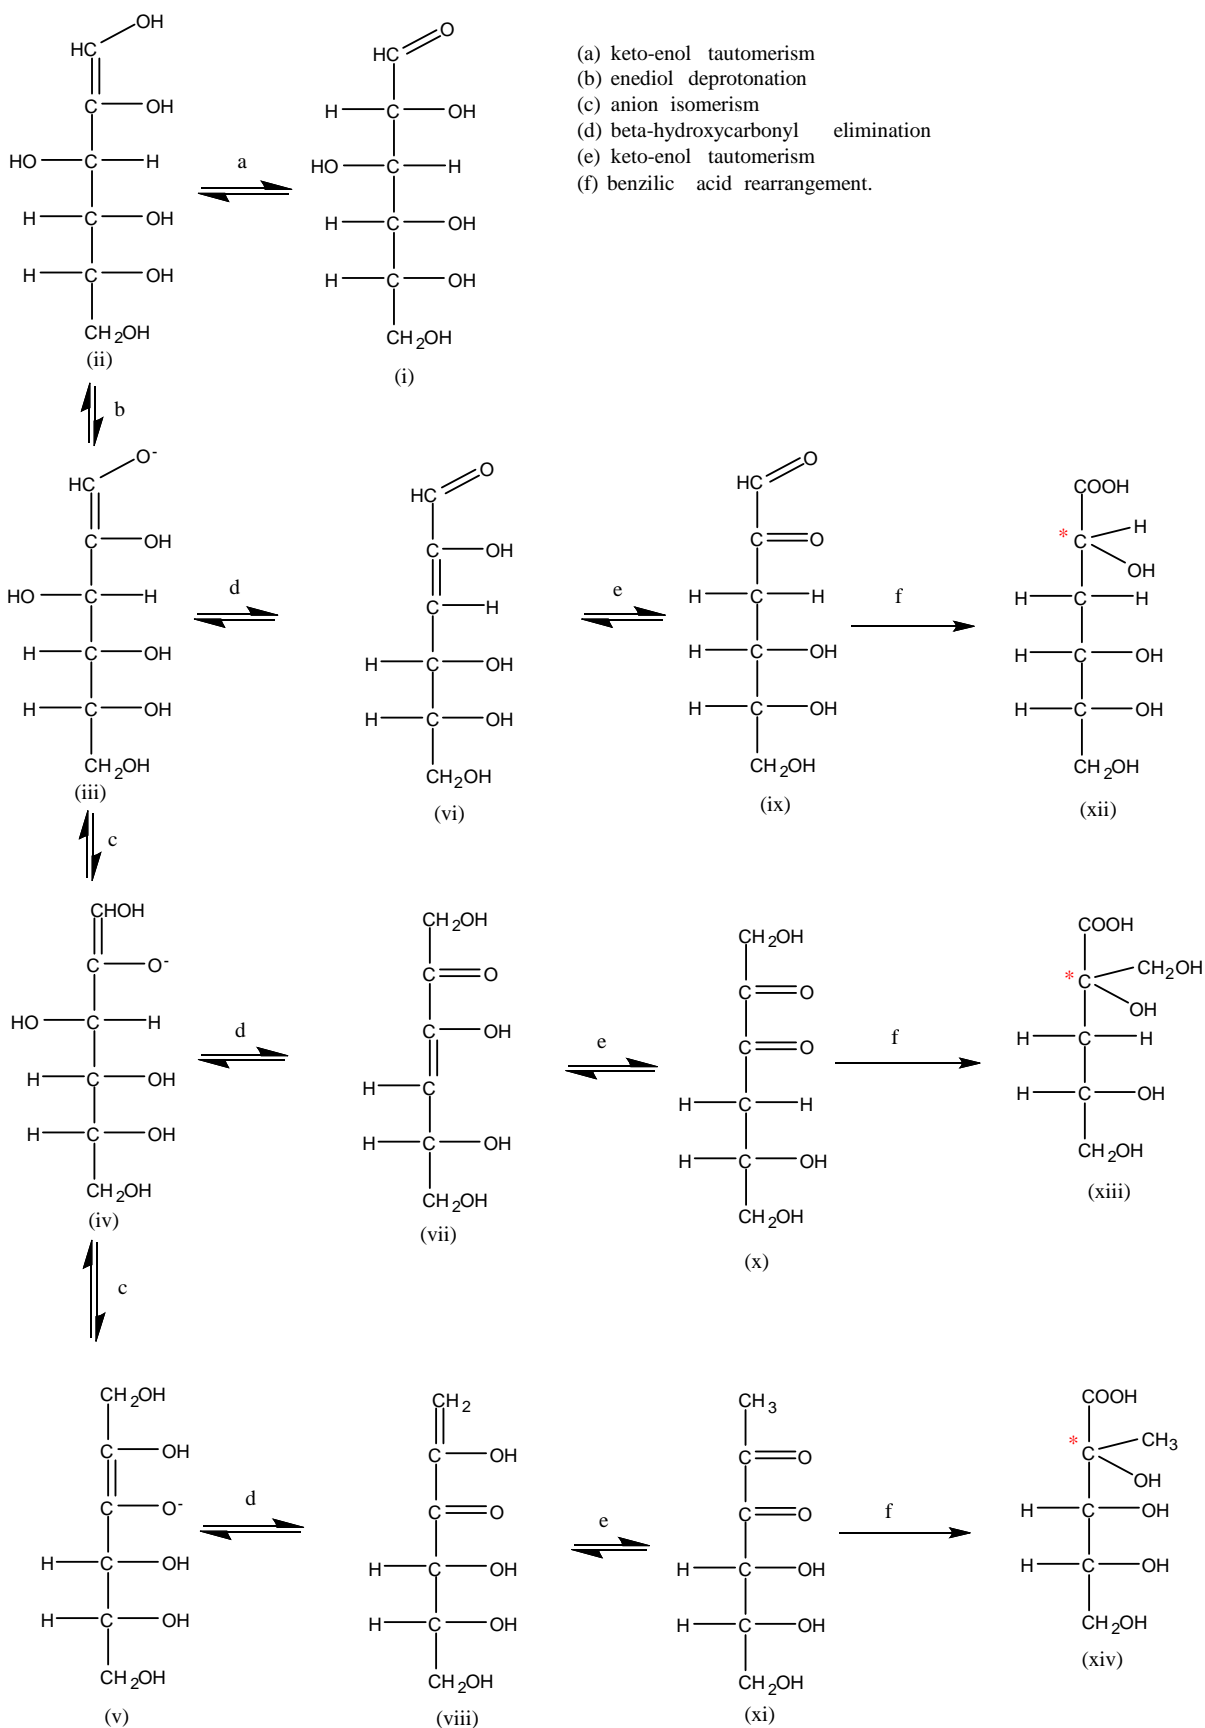 OH
HC
C OH
HO C H
H C OH
H C OH
CH2OH
(ii)
a
HC O
H C OH
HO C H
H C OH
H C OH
CH2OH
(i)
(a) keto-enol tautomerism
(b) enediol deprotonation
(c) anion isomerism
(d) beta-hydroxycarbonyl elimination
(e) keto-enol tautomerism
(f) benzilic acid rearrangement.
b
O-
HC
C OH
HO C H
H C OH
H C OH
CH2OH
(iii)
d
HC O
C OH
C H
H C OH
H C OH
CH2OH
(vi)
e
HC O
C O
H C H
H C OH
H C OH
CH2OH
(ix)
f
COOH
* C H
OH
H C H
H C OH
H C OH
CH2OH
(xii)
c
CHOH
C O-
HO C H
H C OH
H C OH
CH2OH
(iv)
d
CH2OH
C O
C OH
H C
H C OH
CH2OH
(vii)
e
CH2OH
C O
C O
H C H
H C OH
CH2OH
(x)
f
COOH
* C CH2OH
OH
H C H
H C OH
CH2OH
(xiii)
c
CH2OH
C OH
C O-
H C OH
H C OH
CH2OH
(v)
d
CH2
C OH
C O
H C OH
H C OH
CH2OH
(viii)
e
CH3
C O
C O
H C OH
H C OH
CH2OH
(xi)
f
COOH
* C CH3
OH
H C OH
H C OH
CH2OH
(xiv)